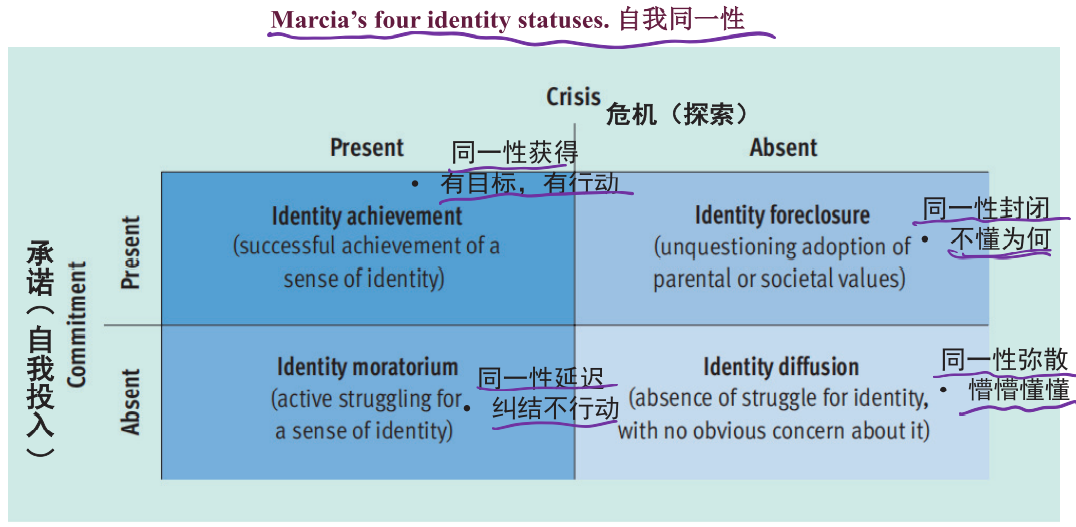 Marcia's four identity statuses. 自我同一性
Crisis 危机（探索）
Present
Absent
同一性获得
• 有目标，有行动
Identity achievement
(successful achievement of a
sense of identity)
Identity foreclosure
(unquestioning adoption of
parental or societal values)
同一性封闭
• 不懂为何
承诺（自我投入）
Commitment
Present
Absent
Identity moratorium
(active struggling for
a sense of identity)
同一性延迟
• 纠结不行动
Identity diffusion
(absence of struggle for identity,
with no obvious concern about it)
同一性弥散
• 懵懵懂懂